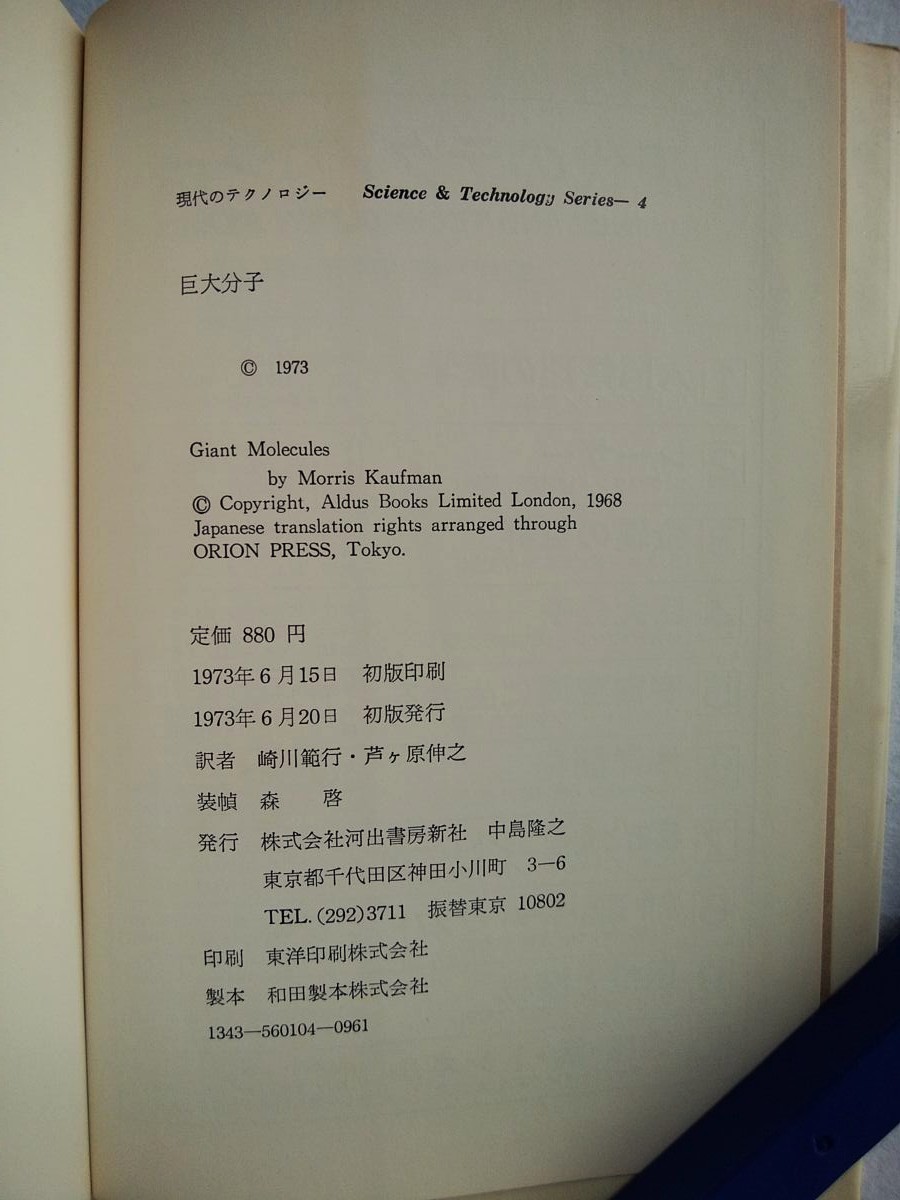 現代のテクノロジー Science & Technology Series— 4
巨大分子
© 1973
Giant Molecules
by Morris Kaufman
© Copyright, Aldus Books Limited London, 1968
Japanese translation rights arranged through
ORION PRESS, Tokyo.
定価 880 円
1973年6月15日 初版印刷
1973年6月20日 初版発行
訳者 崎川範行・芦ヶ原伸之
装幀 森 啓
発行 株式会社河出書房新社 中島隆之
東京都千代田区神田小川町 3—6
TEL.(292)3711 振替東京 10802
印刷 東洋印刷株式会社
製本 和田製本株式会社
1343—560104—0961